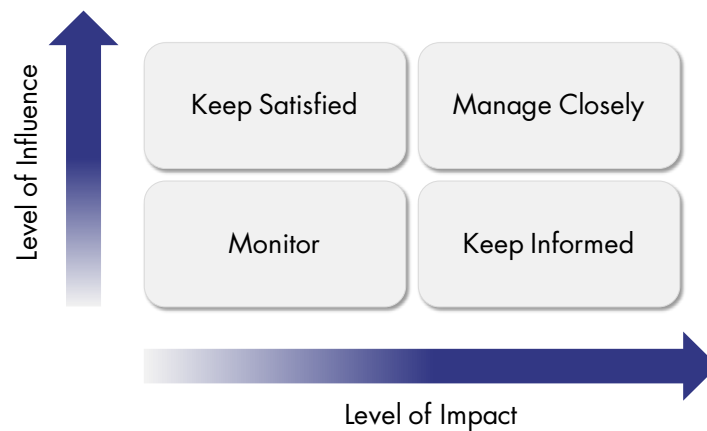 Level of Influence
Keep Satisfied
Manage Closely
Monitor
Keep Informed
Level of Impact